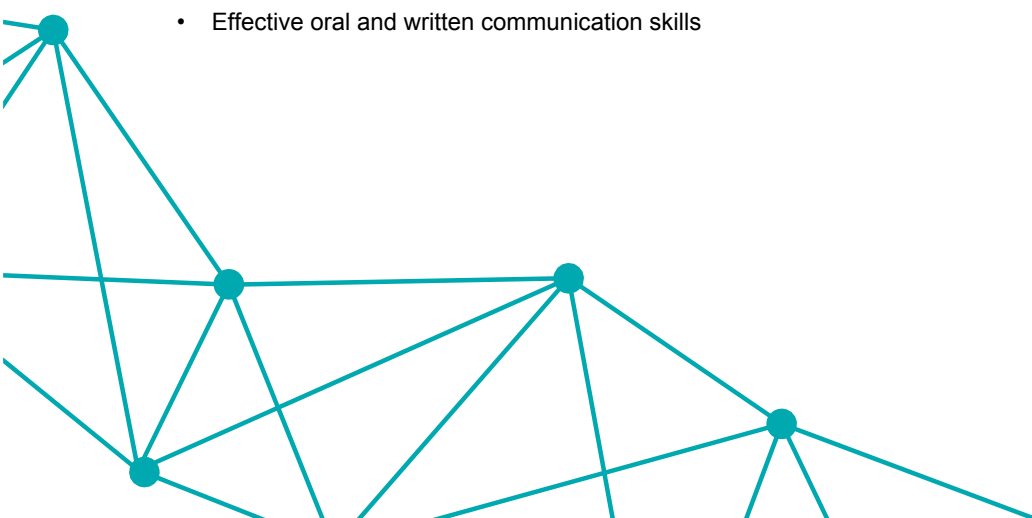 • Effective oral and written communication skills